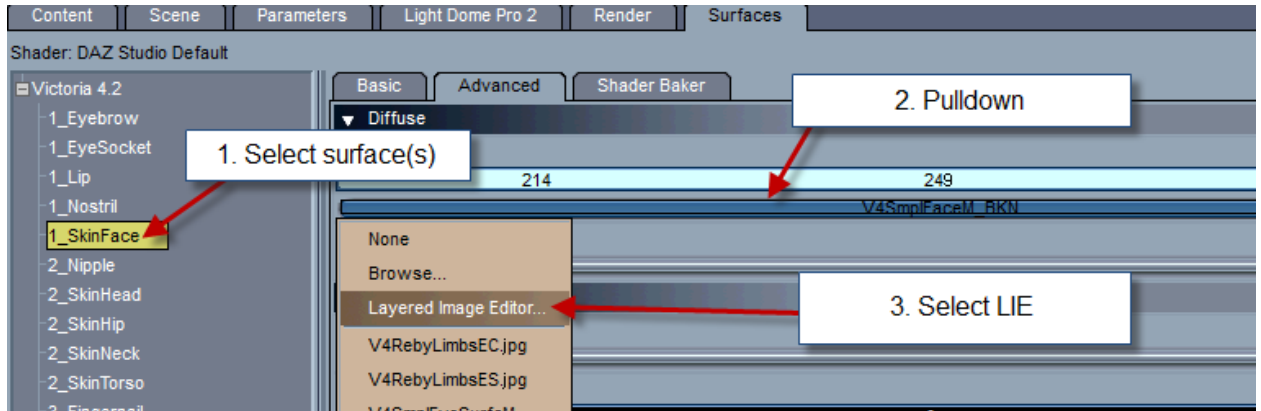 Content Scene Parameters Light Dome Pro 2 Render Surfaces
Shader: DAZ Studio Default
Victoria 4.2
1_Eyebrow
1_EyeSocket
1_Lip
1_Nostril
1_SkinFace
2_Nipple
2_SkinHead
2_SkinHip
2_SkinNeck
2_SkinTorso
3_Fingernail
1. Select surface(s)
Basic Advanced Shader Baker
Diffuse
2. Pulldown
214 249
V4SmplFaceM_BKN
None
Browse...
Layered Image Editor...
3. Select LIE
V4RebyLimbsEC.jpg
V4RebyLimbsES.jpg